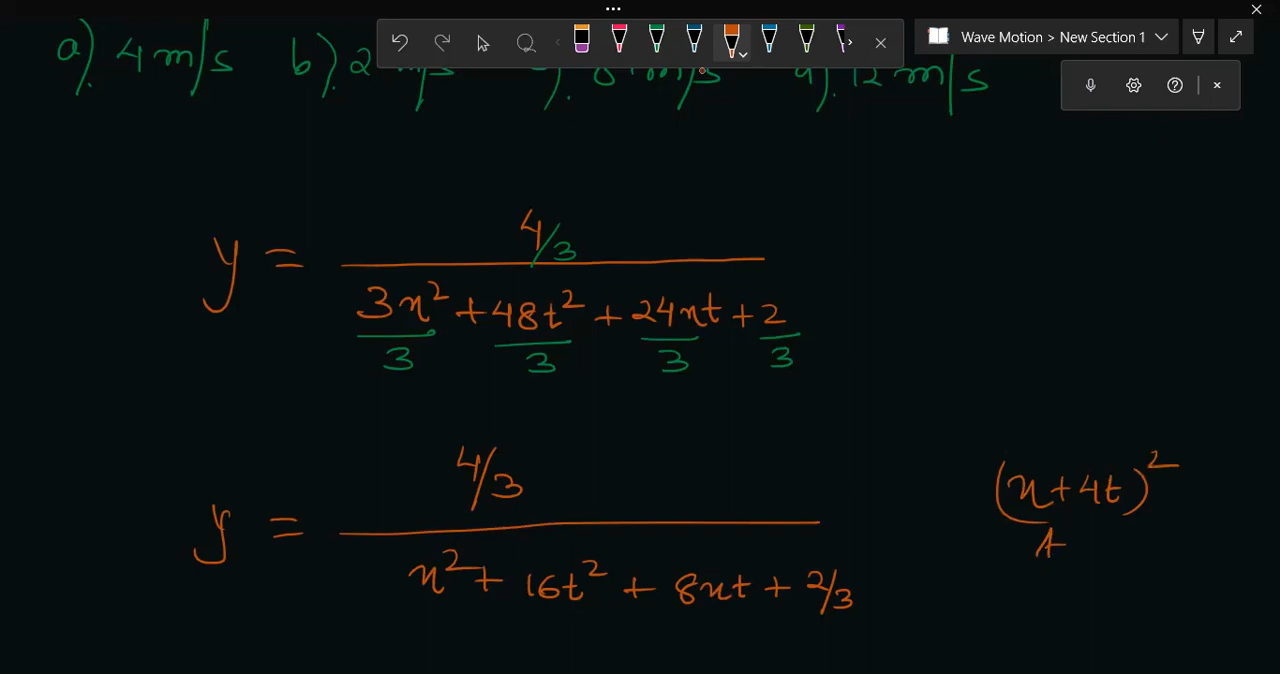 a). 4 m/s b). 2 m/s c). 8 m/s d). 12 m/s
Wave Motion > New Section 1
y = 4/3
3x² + 48t² + 24xt + 2
3 3 3 3
y = 4/3
x² + 16t² + 8xt + 2/3
(x+4t)²
A